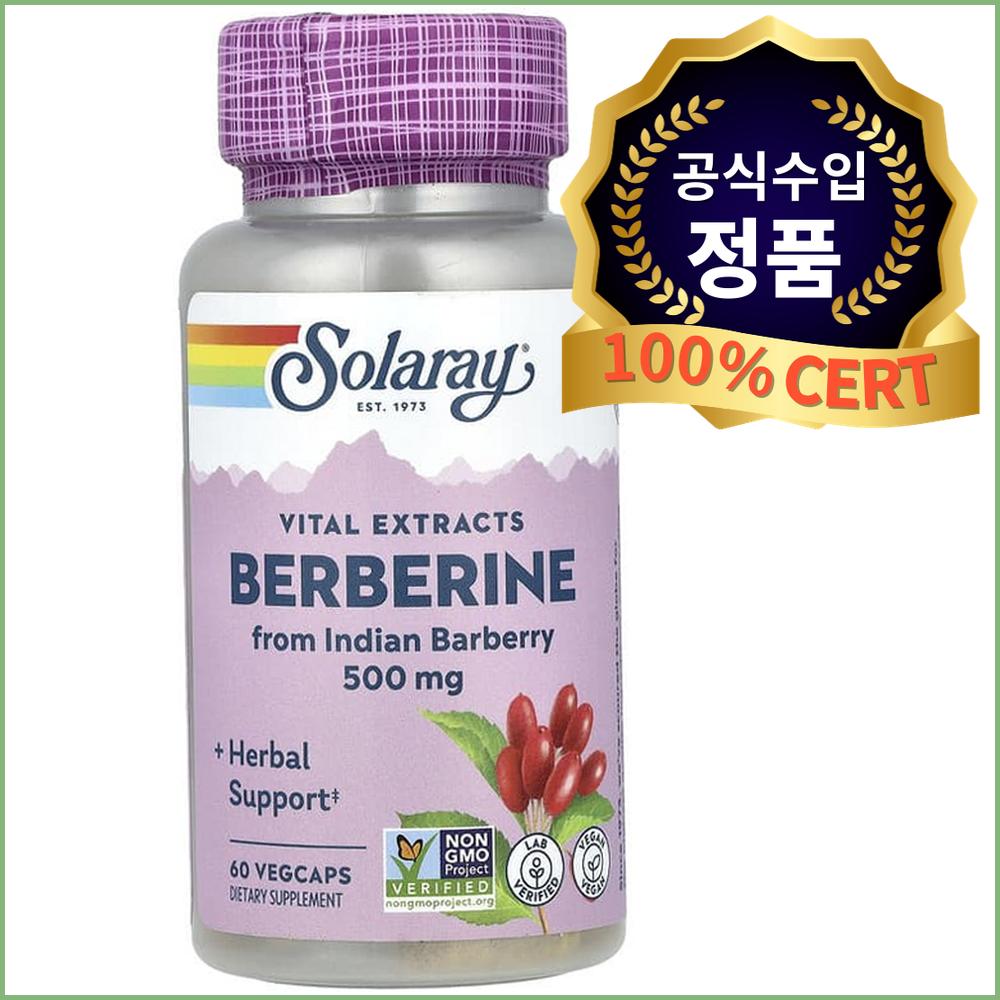 Solaray®
EST. 1973
VITAL EXTRACTS
BERBERINE
from Indian Barberry
500 mg
+ Herbal
Support‡
60 VEGCAPS
DIETARY SUPPLEMENT
NON
GMO
Project
VERIFIED
nongmoproject.org
LAB
VERIFIED
VEGAN
VEGAN
공식수입
정품
100% CERT